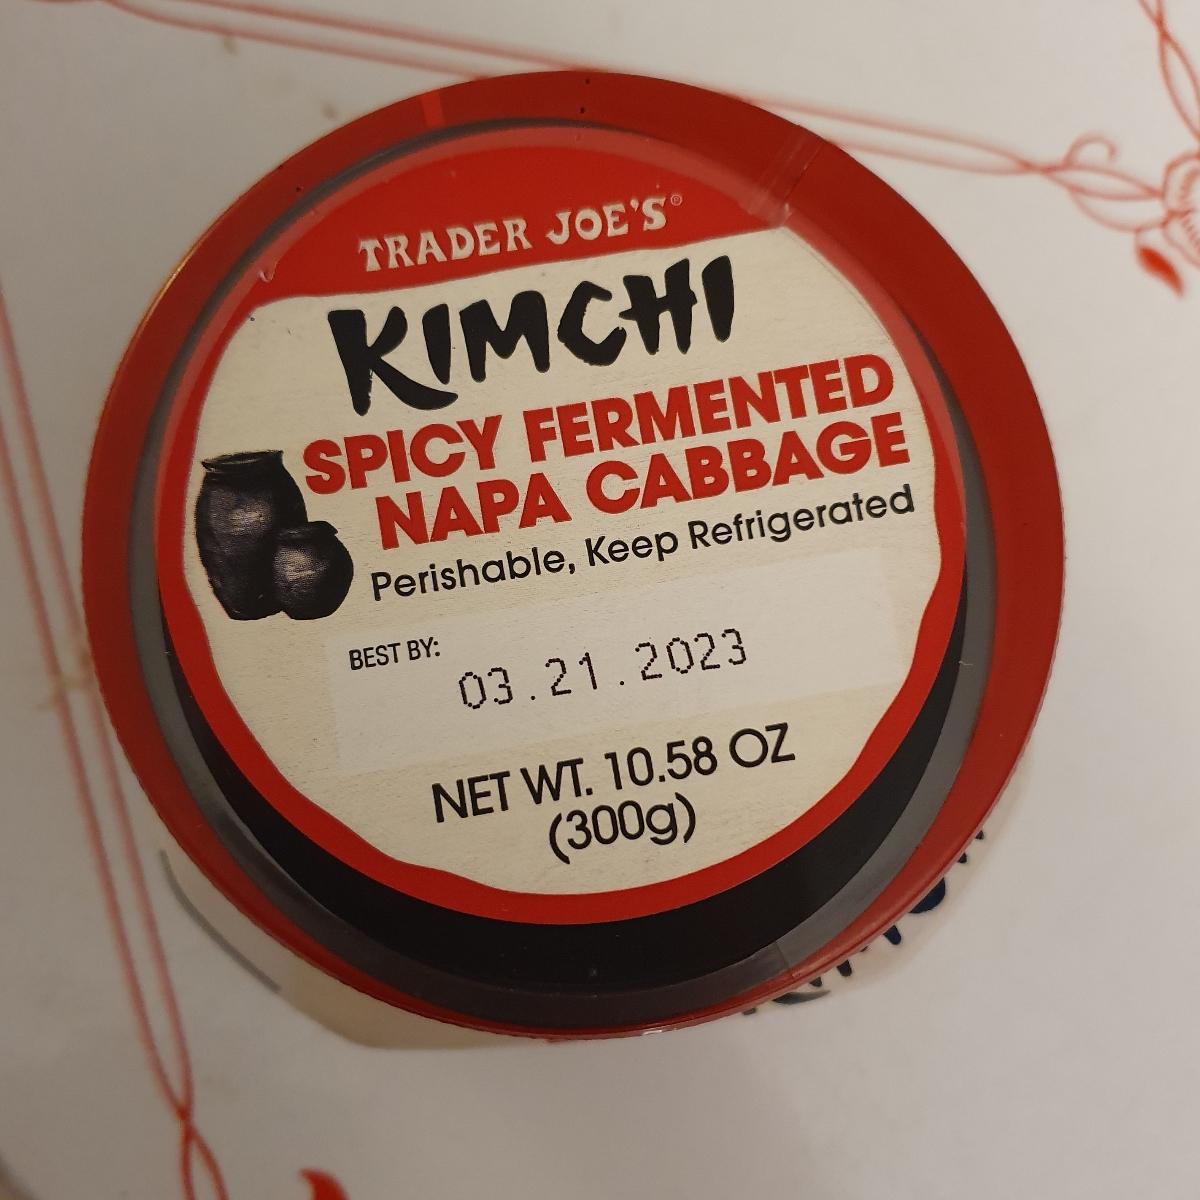 TRADER JOE'S®
KIMCHI
SPICY FERMENTED
NAPA CABBAGE
Perishable, Keep Refrigerated
BEST BY:
03.21.2023
NET WT. 10.58 OZ
(300g)